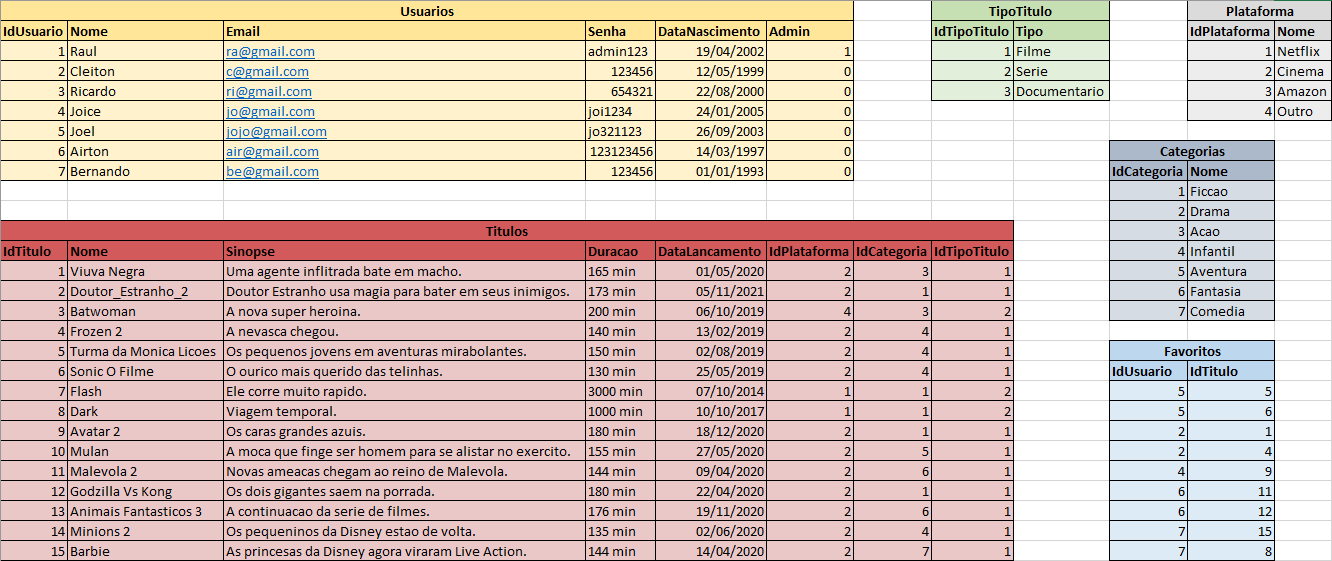 Usuarios
IdUsuario Nome Email Senha DataNascimento Admin
1 Raul ra@gmail.com admin123 19/04/2002 1
2 Cleiton c@gmail.com 123456 12/05/1999 0
3 Ricardo ri@gmail.com 654321 22/08/2000 0
4 Joice jo@gmail.com joi1234 24/01/2005 0
5 Joel jojo@gmail.com jo321123 26/09/2003 0
6 Airton air@gmail.com 123123456 14/03/1997 0
7 Bernando be@gmail.com 123456 01/01/1993 0
TipoTitulo
IdTipoTitulo Tipo
1 Filme
2 Serie
3 Documentario
Plataforma
IdPlataforma Nome
1 Netflix
2 Cinema
3 Amazon
4 Outro
Categorias
IdCategoria Nome
1 Ficcao
2 Drama
3 Acao
4 Infantil
5 Aventura
6 Fantasia
7 Comedia
Titulos
IdTitulo Nome Sinopse Duracao DataLancamento IdPlataforma IdCategoria IdTipoTitulo
1 Viuva Negra Uma agente inflitrada bate em macho. 165 min 01/05/2020 2 3 1
2 Doutor_Estranho_2 Doutor Estranho usa magia para bater em seus inimigos. 173 min 05/11/2021 2 1 1
3 Batwoman A nova super heroina. 200 min 06/10/2019 4 3 2
4 Frozen 2 A nevasca chegou. 140 min 13/02/2019 2 4 1
5 Turma da Monica Licoes Os pequenos jovens em aventuras mirabolantes. 150 min 02/08/2019 2 4 1
6 Sonic O Filme O ourico mais querido das telinhas. 130 min 25/05/2019 2 4 1
7 Flash Ele corre muito rapido. 3000 min 07/10/2014 1 1 2
8 Dark Viagem temporal. 1000 min 10/10/2017 1 1 2
9 Avatar 2 Os caras grandes azuis. 180 min 18/12/2020 2 1 1
10 Mulan A moca que finge ser homem para se alistar no exercito. 155 min 27/05/2020 2 5 1
11 Malevola 2 Novas ameacas chegam ao reino de Malevola. 144 min 09/04/2020 2 6 1
12 Godzilla Vs Kong Os dois gigantes saem na porrada. 180 min 22/04/2020 2 1 1
13 Animais Fantasticos 3 A continuacao da serie de filmes. 176 min 19/11/2020 2 6 1
14 Minions 2 Os pequeninos da Disney estao de volta. 135 min 02/06/2020 2 4 1
15 Barbie As princesas da Disney agora viraram Live Action. 144 min 14/04/2020 2 7 1
Favoritos
IdUsuario IdTitulo
5 5
5 6
2 1
2 4
4 9
6 11
6 12
7 15
7 8